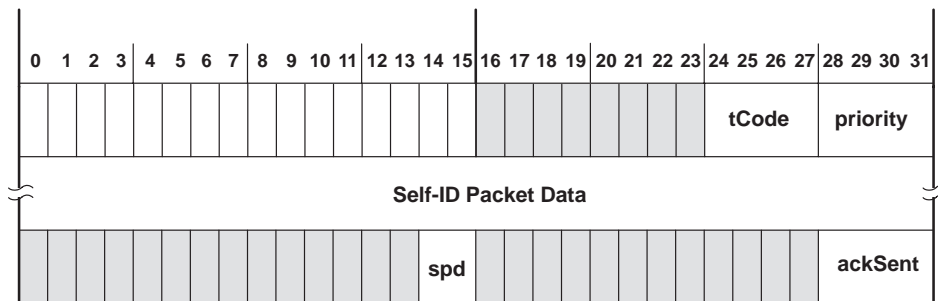 0 1 2 3 4 5 6 7 8 9 10 11 12 13 14 15 16 17 18 19 20 21 22 23 24 25 26 27 28 29 30 31
tCode priority
Self-ID Packet Data
spd ackSent